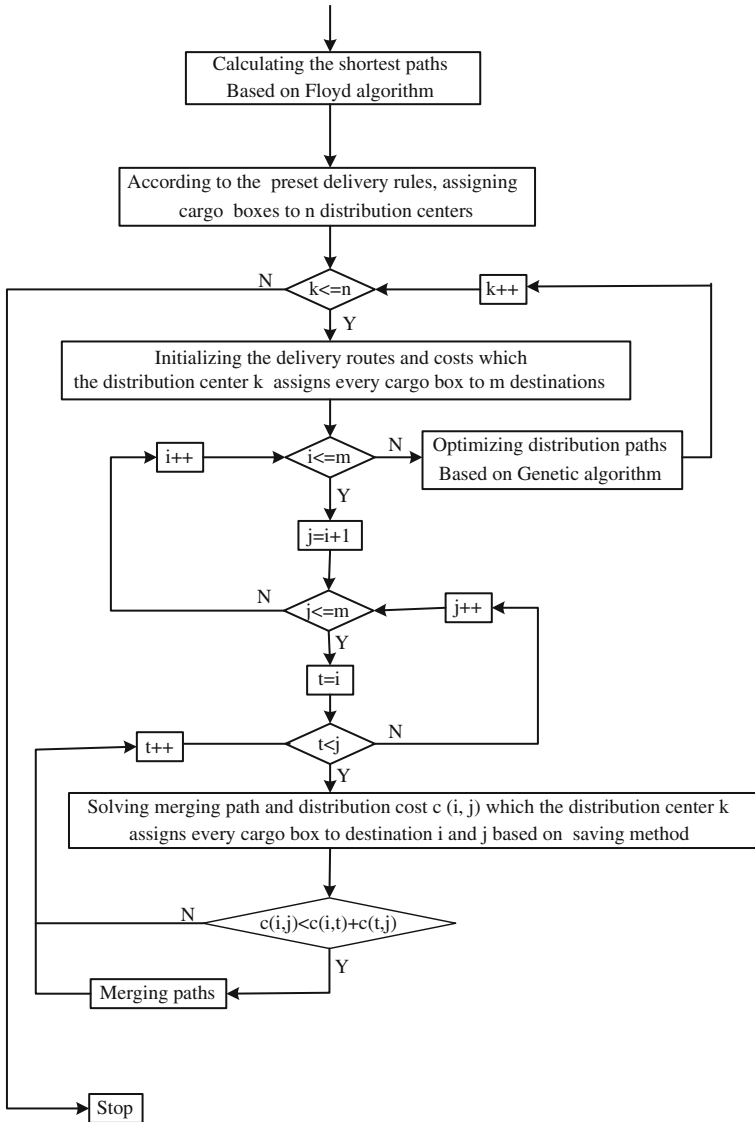 Calculating the shortest paths
Based on Floyd algorithm
According to the preset delivery rules, assigning
cargo boxes to n distribution centers
N
k<=n
k++
Y
Initializing the delivery routes and costs which
the distribution center k assigns every cargo box to m destinations
i++
i<=m
N
Optimizing distribution paths
Based on Genetic algorithm
Y
j=i+1
N
j<=m
j++
Y
t=i
t++
t<j
N
Y
Solving merging path and distribution cost c (i, j) which the distribution center k
assigns every cargo box to destination i and j based on saving method
N
c(i,j)<c(i,t)+c(t,j)
Y
Merging paths
Stop